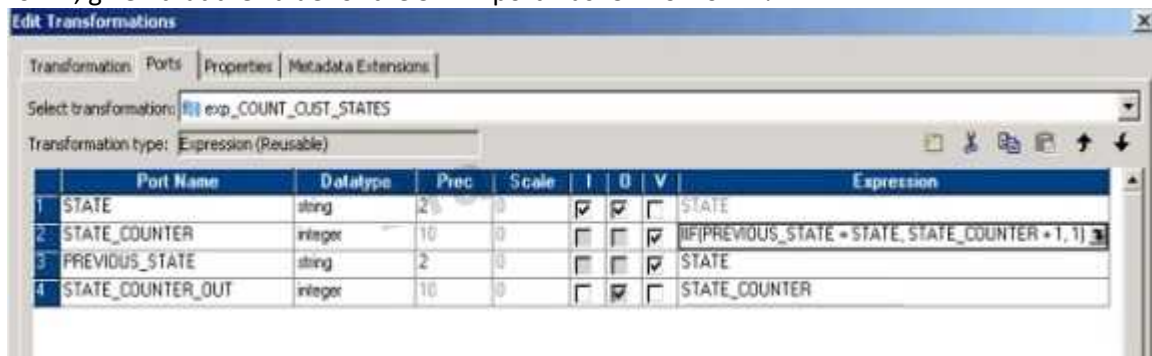 Edit Transformations
Transformation Ports Properties Metadata Extensions
Select transformation: exp_COUNT_CUST_STATES
Transformation type: Expression (Reusable)
Port Name Datatype Prec Scale I O V Expression
1 STATE string 2 0 STATE
2 STATE_COUNTER integer 10 0 IIF(PREVIOUS_STATE = STATE, STATE_COUNTER + 1, 1)
3 PREVIOUS_STATE string 2 0 STATE
4 STATE_COUNTER_OUT integer 10 0 STATE_COUNTER